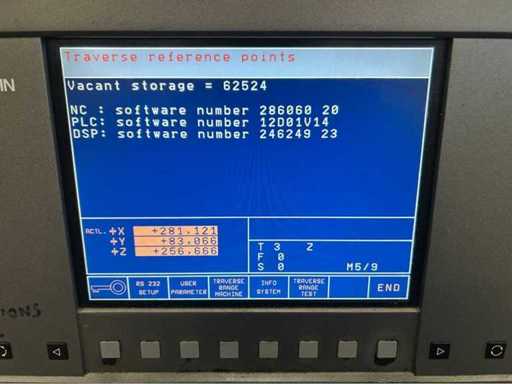 Traverse reference points
IN
Vacant storage = 62524
NC : software number 286060 20
PLC: software number 12D01V14
DSP: software number 246249 23
ACTL. +X +281.121
+Y +83.066
+Z +256.666
T 3 Z
F 0
S 0 M5/9
RS 232 SETUP
USER PARAMETER
TRAVERSE RANGE MACHINE
INFO SYSTEM
TRAVERSE RANGE TEST
END
IONS